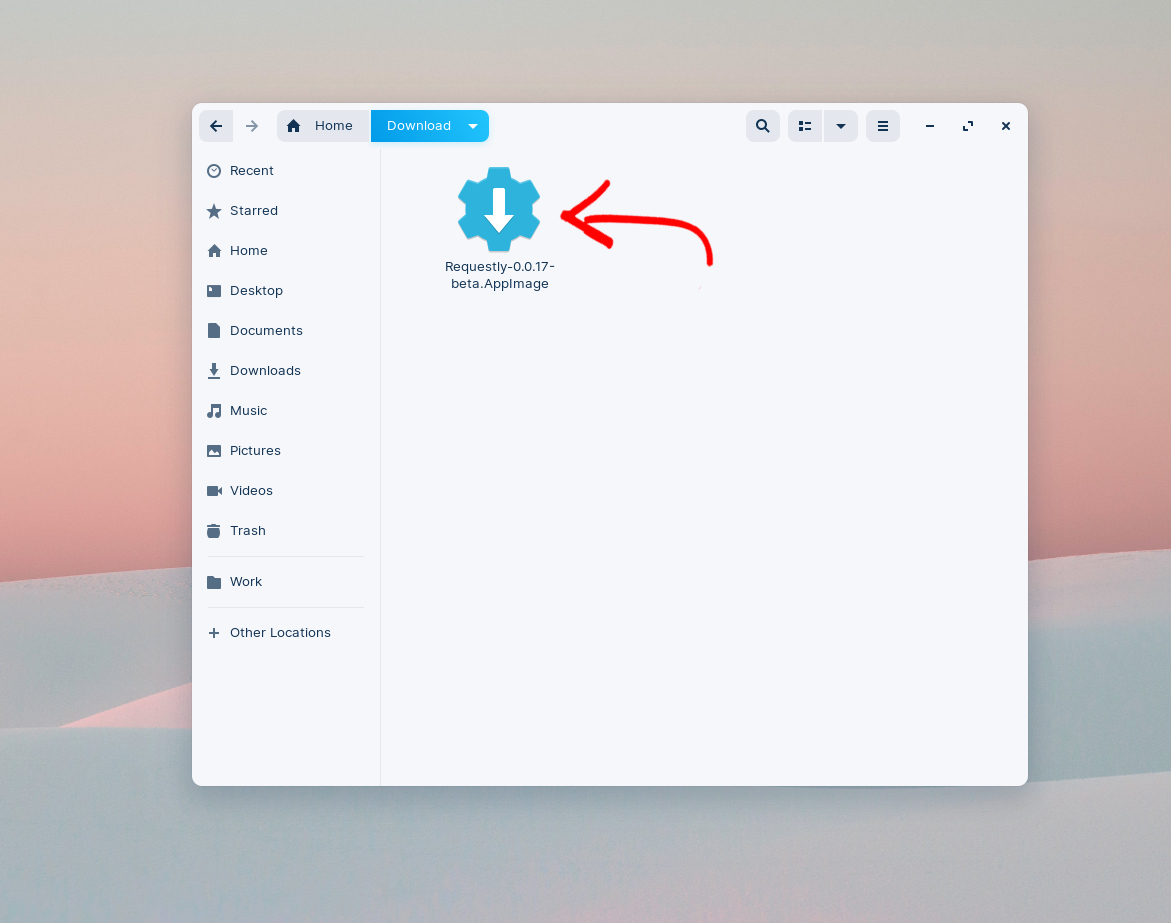 Home
Download
Recent
Starred
Home
Desktop
Documents
Downloads
Music
Pictures
Videos
Trash
Work
Other Locations
Requestly-0.0.17-
beta.AppImage